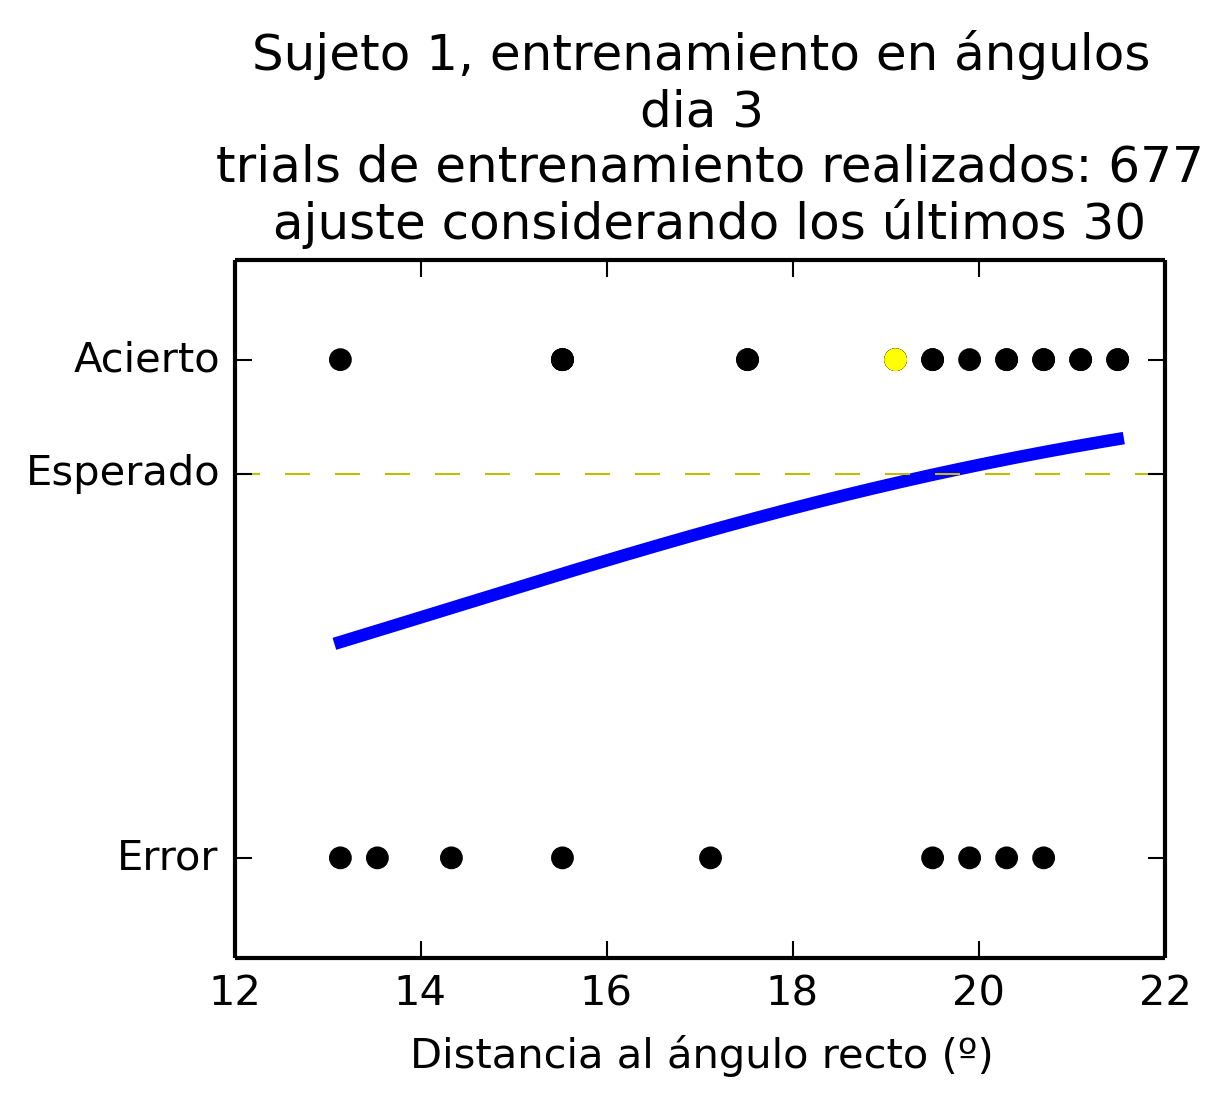 Sujeto 1, entrenamiento en ángulos
dia 3
trials de entrenamiento realizados: 677
ajuste considerando los últimos 30
Acierto
Esperado
Error
12 14 16 18 20 22
Distancia al ángulo recto (º)